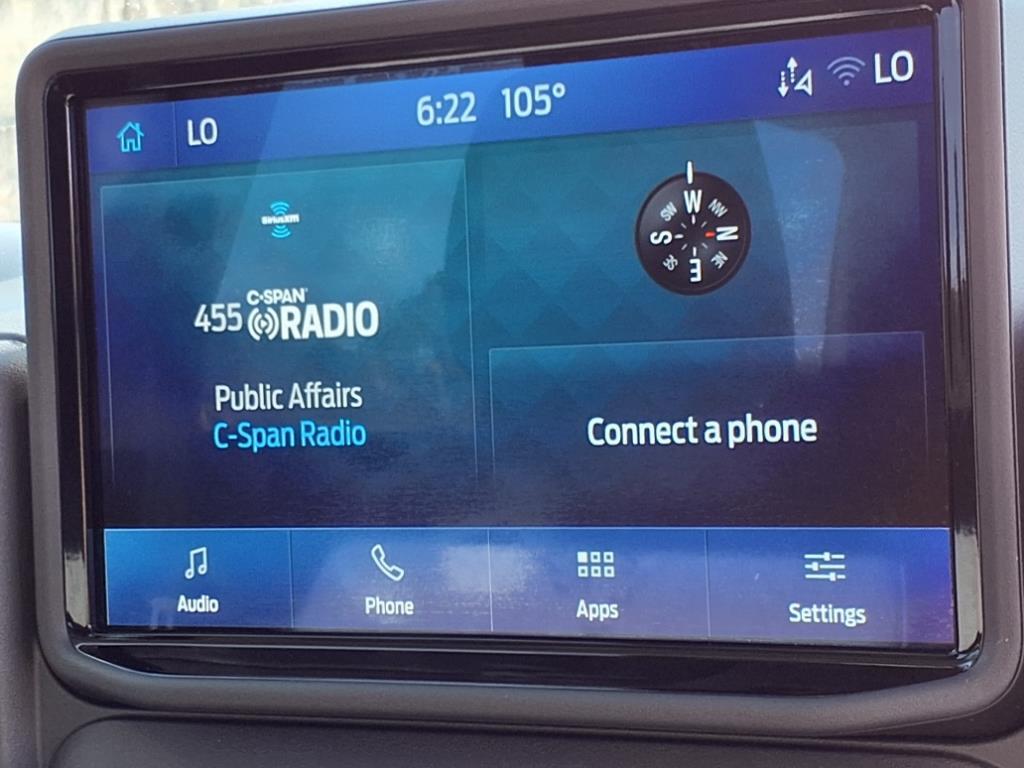 LO 6:22 105° LO
SiriusXM
455 C-SPAN RADIO
Public Affairs
C-Span Radio
W
SW NW
S N
SE NE
E
Connect a phone
Audio Phone Apps Settings